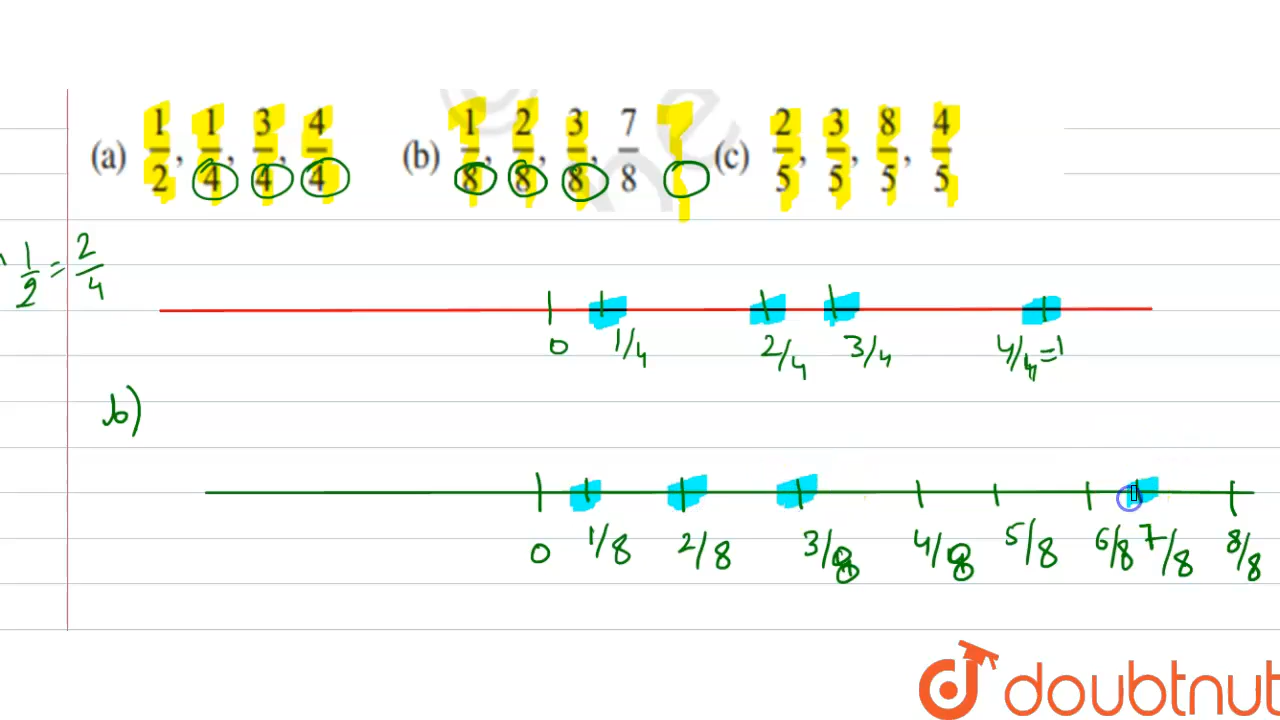 (a) 1/2, 1/4, 3/4, 4/4 (b) 1/8, 2/8, 3/8, 7/8 (c) 2/5, 3/5, 8/5, 4/5
1/2 = 2/4
0 1/4 2/4 3/4 4/4=1
b)
0 1/8 2/8 3/8 4/8 5/8 6/8 7/8 8/8
doubtnut